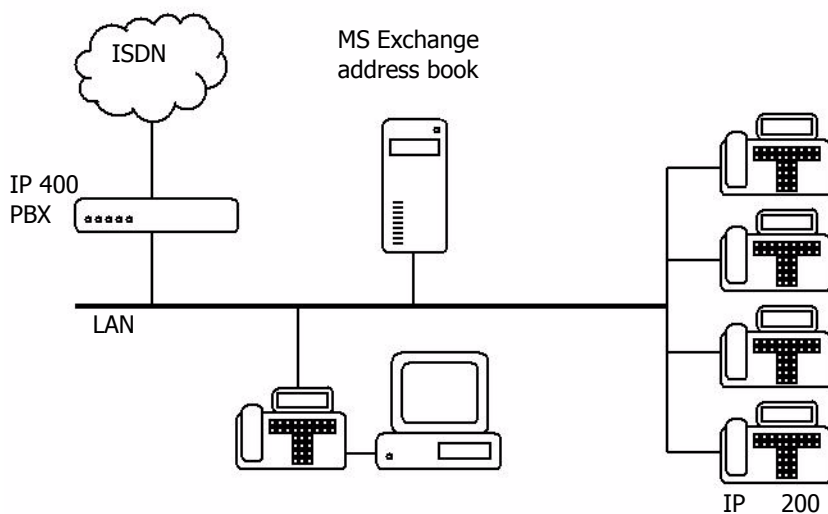 ISDN
MS Exchange
address book
IP 400
PBX
LAN
IP 200